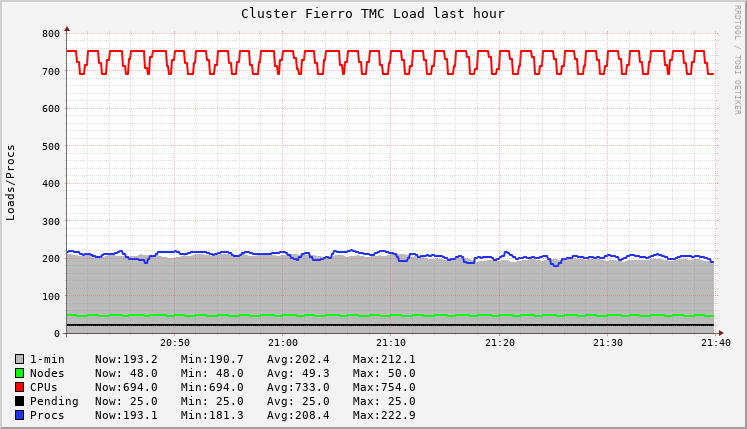 Cluster Fierro TMC Load last hour
RRDTOOL / TOBI OETIKER
Loads/Procs
800
700
600
500
400
300
200
100
0
20:50 21:00 21:10 21:20 21:30 21:40
1-min Now:193.2 Min:190.7 Avg:202.4 Max:212.1
Nodes Now: 48.0 Min: 48.0 Avg: 49.3 Max: 50.0
CPUs Now:694.0 Min:694.0 Avg:733.0 Max:754.0
Pending Now: 25.0 Min: 25.0 Avg: 25.0 Max: 25.0
Procs Now:193.1 Min:181.3 Avg:208.4 Max:222.9